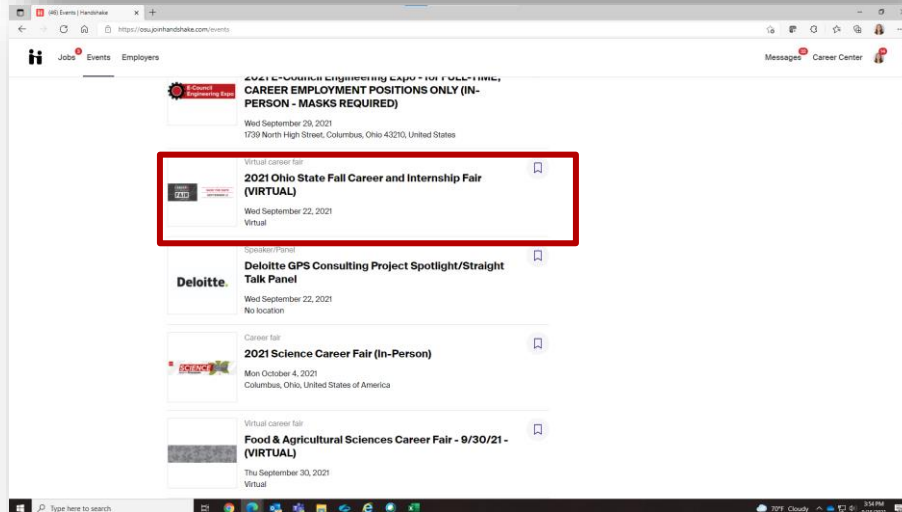 (46) Events | Handshake
https://osu.joinhandshake.com/events
Jobs
Events
Employers
Messages
Career Center
E-Council
Engineering Expo
2021 E-Council Engineering Expo - for FULL-TIME,
CAREER EMPLOYMENT POSITIONS ONLY (IN-
PERSON - MASKS REQUIRED)
Wed September 29, 2021
1739 North High Street, Columbus, Ohio 43210, United States
Virtual career fair
2021 Ohio State Fall Career and Internship Fair
(VIRTUAL)
Wed September 22, 2021
Virtual
FAIR
Speaker/Panel
Deloitte GPS Consulting Project Spotlight/Straight
Talk Panel
Wed September 22, 2021
No location
Deloitte.
Career fair
2021 Science Career Fair (In-Person)
Mon October 4, 2021
Columbus, Ohio, United States of America
SCIENCE
Virtual career fair
Food & Agricultural Sciences Career Fair - 9/30/21 -
(VIRTUAL)
Thu September 30, 2021
Virtual
Type here to search
70°F Cloudy
3:54 PM